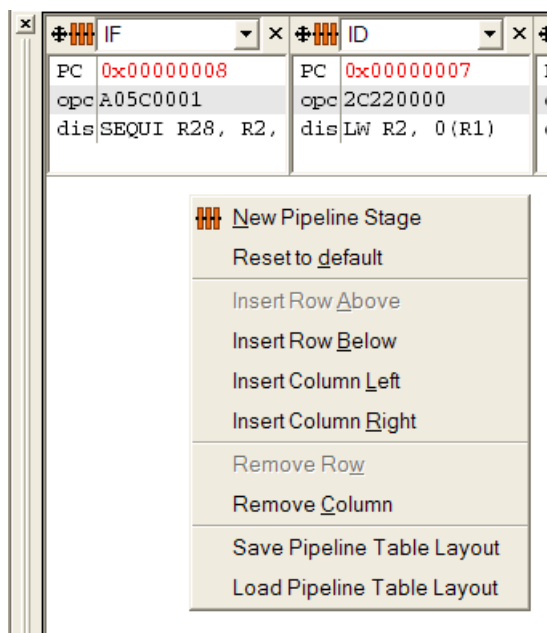 IF
ID
PC 0x00000008
PC 0x00000007
opc A05C0001
opc 2C220000
dis SEQUI R28, R2,
dis LW R2, 0(R1)
New Pipeline Stage
Reset to default
Insert Row Above
Insert Row Below
Insert Column Left
Insert Column Right
Remove Row
Remove Column
Save Pipeline Table Layout
Load Pipeline Table Layout